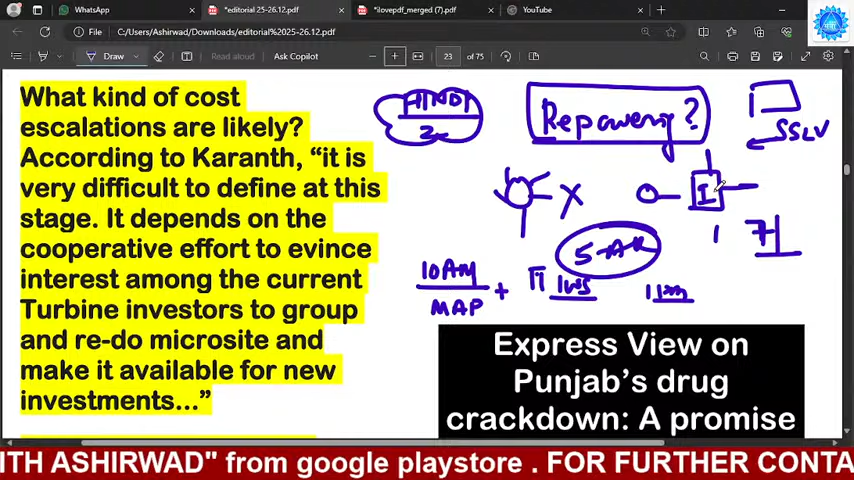 WhatsApp
*editorial 25-26.12.pdf
*ilovepdf_merged (7).pdf
YouTube
File
C:/Users/Ashirwad/Downloads/editorial%2025-26.12.pdf
Draw
Read aloud
Ask Copilot
23
of 75
What kind of cost
escalations are likely?
According to Karanth, “it is
very difficult to define at this
stage. It depends on the
cooperative effort to evince
interest among the current
Turbine investors to group
and re-do microsite and
make it available for new
investments...”
HINDI
2
Repowering?
SSLV
I
10AM
MAP
+
Express View on
Punjab’s drug
crackdown: A promise
ITH ASHIRWAD" from google playstore . FOR FURTHER CONTA